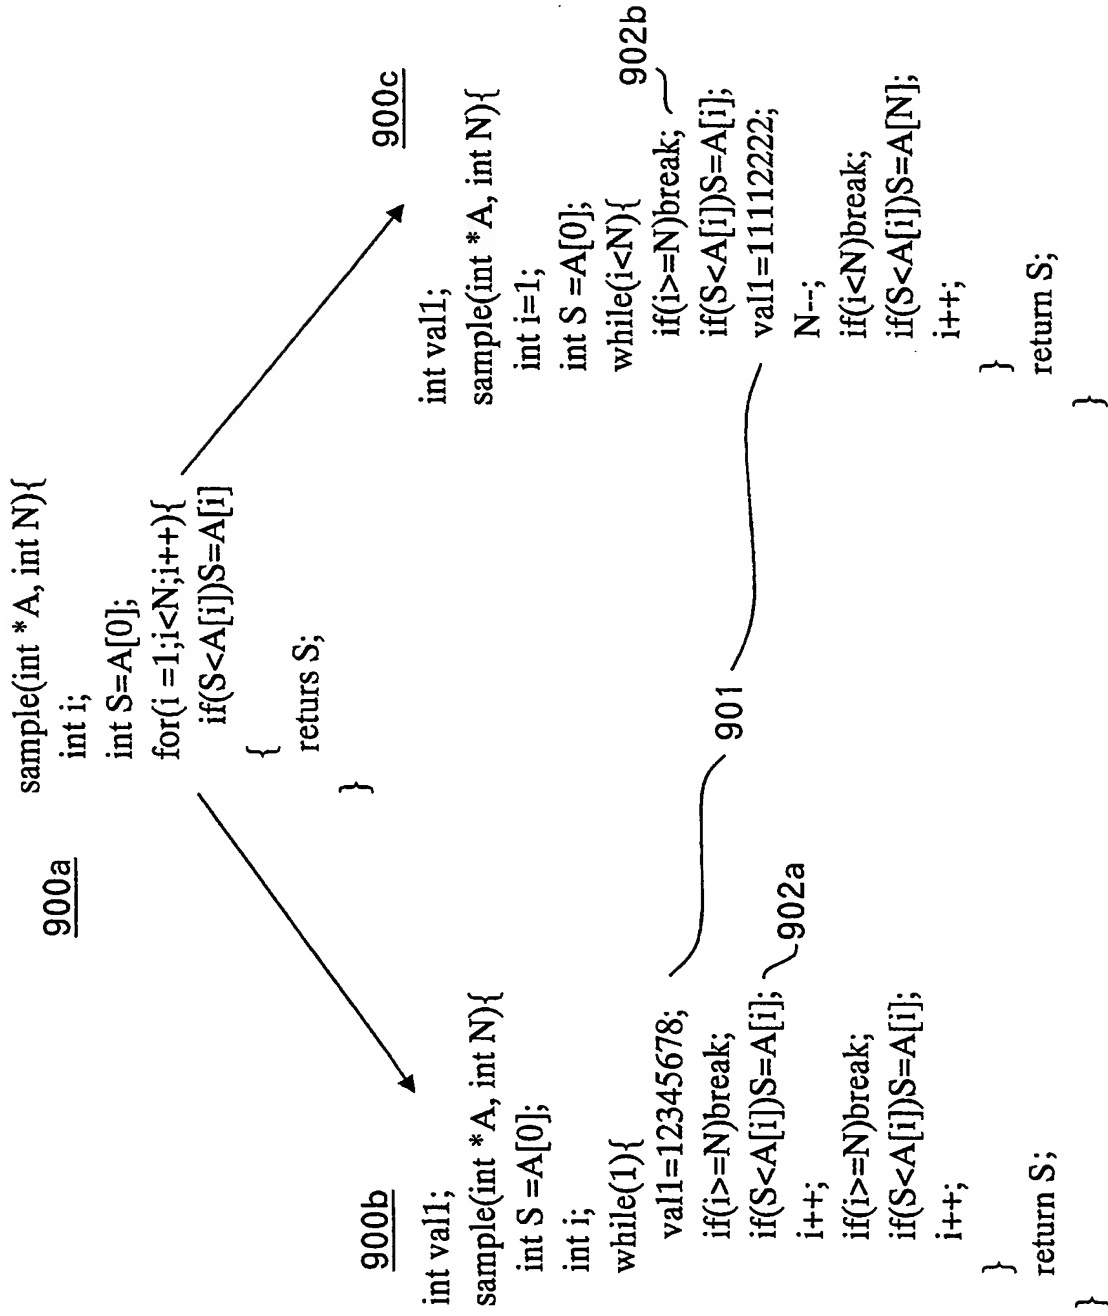 900a
sample(int *A, int N){
int i;
int S=A[0];
for(i =1;i<N;i++){
if(S<A[i])S=A[i]
{
returs S;
}
900b
int val1;
sample(int *A, int N){
int S =A[0];
int i;
while(1){
val1=12345678;
if(i>=N)break;
if(S<A[i])S=A[i];
i++;
if(i>=N)break;
if(S<A[i])S=A[i];
i++;
}
return S;
}
902a
901
900c
int val1;
sample(int *A, int N){
int i=1;
int S =A[0];
while(i<N){
if(i>=N)break;
if(S<A[i])S=A[i];
val1=11112222;
N--;
if(i<N)break;
if(S<A[i])S=A[N];
i++;
}
return S;
}
902b